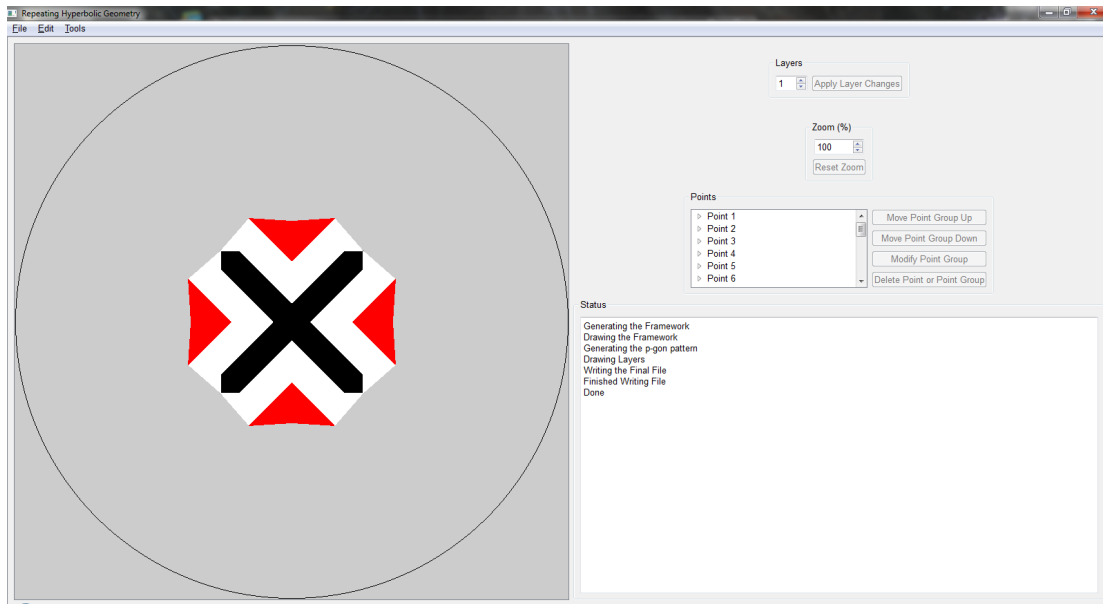 Repeating Hyperbolic Geometry
File Edit Tools
Layers
1 Apply Layer Changes
Zoom (%)
100
Reset Zoom
Points
Point 1
Point 2
Point 3
Point 4
Point 5
Point 6
Move Point Group Up
Move Point Group Down
Modify Point Group
Delete Point or Point Group
Status
Generating the Framework
Drawing the Framework
Generating the p-gon pattern
Drawing Layers
Writing the Final File
Finished Writing File
Done